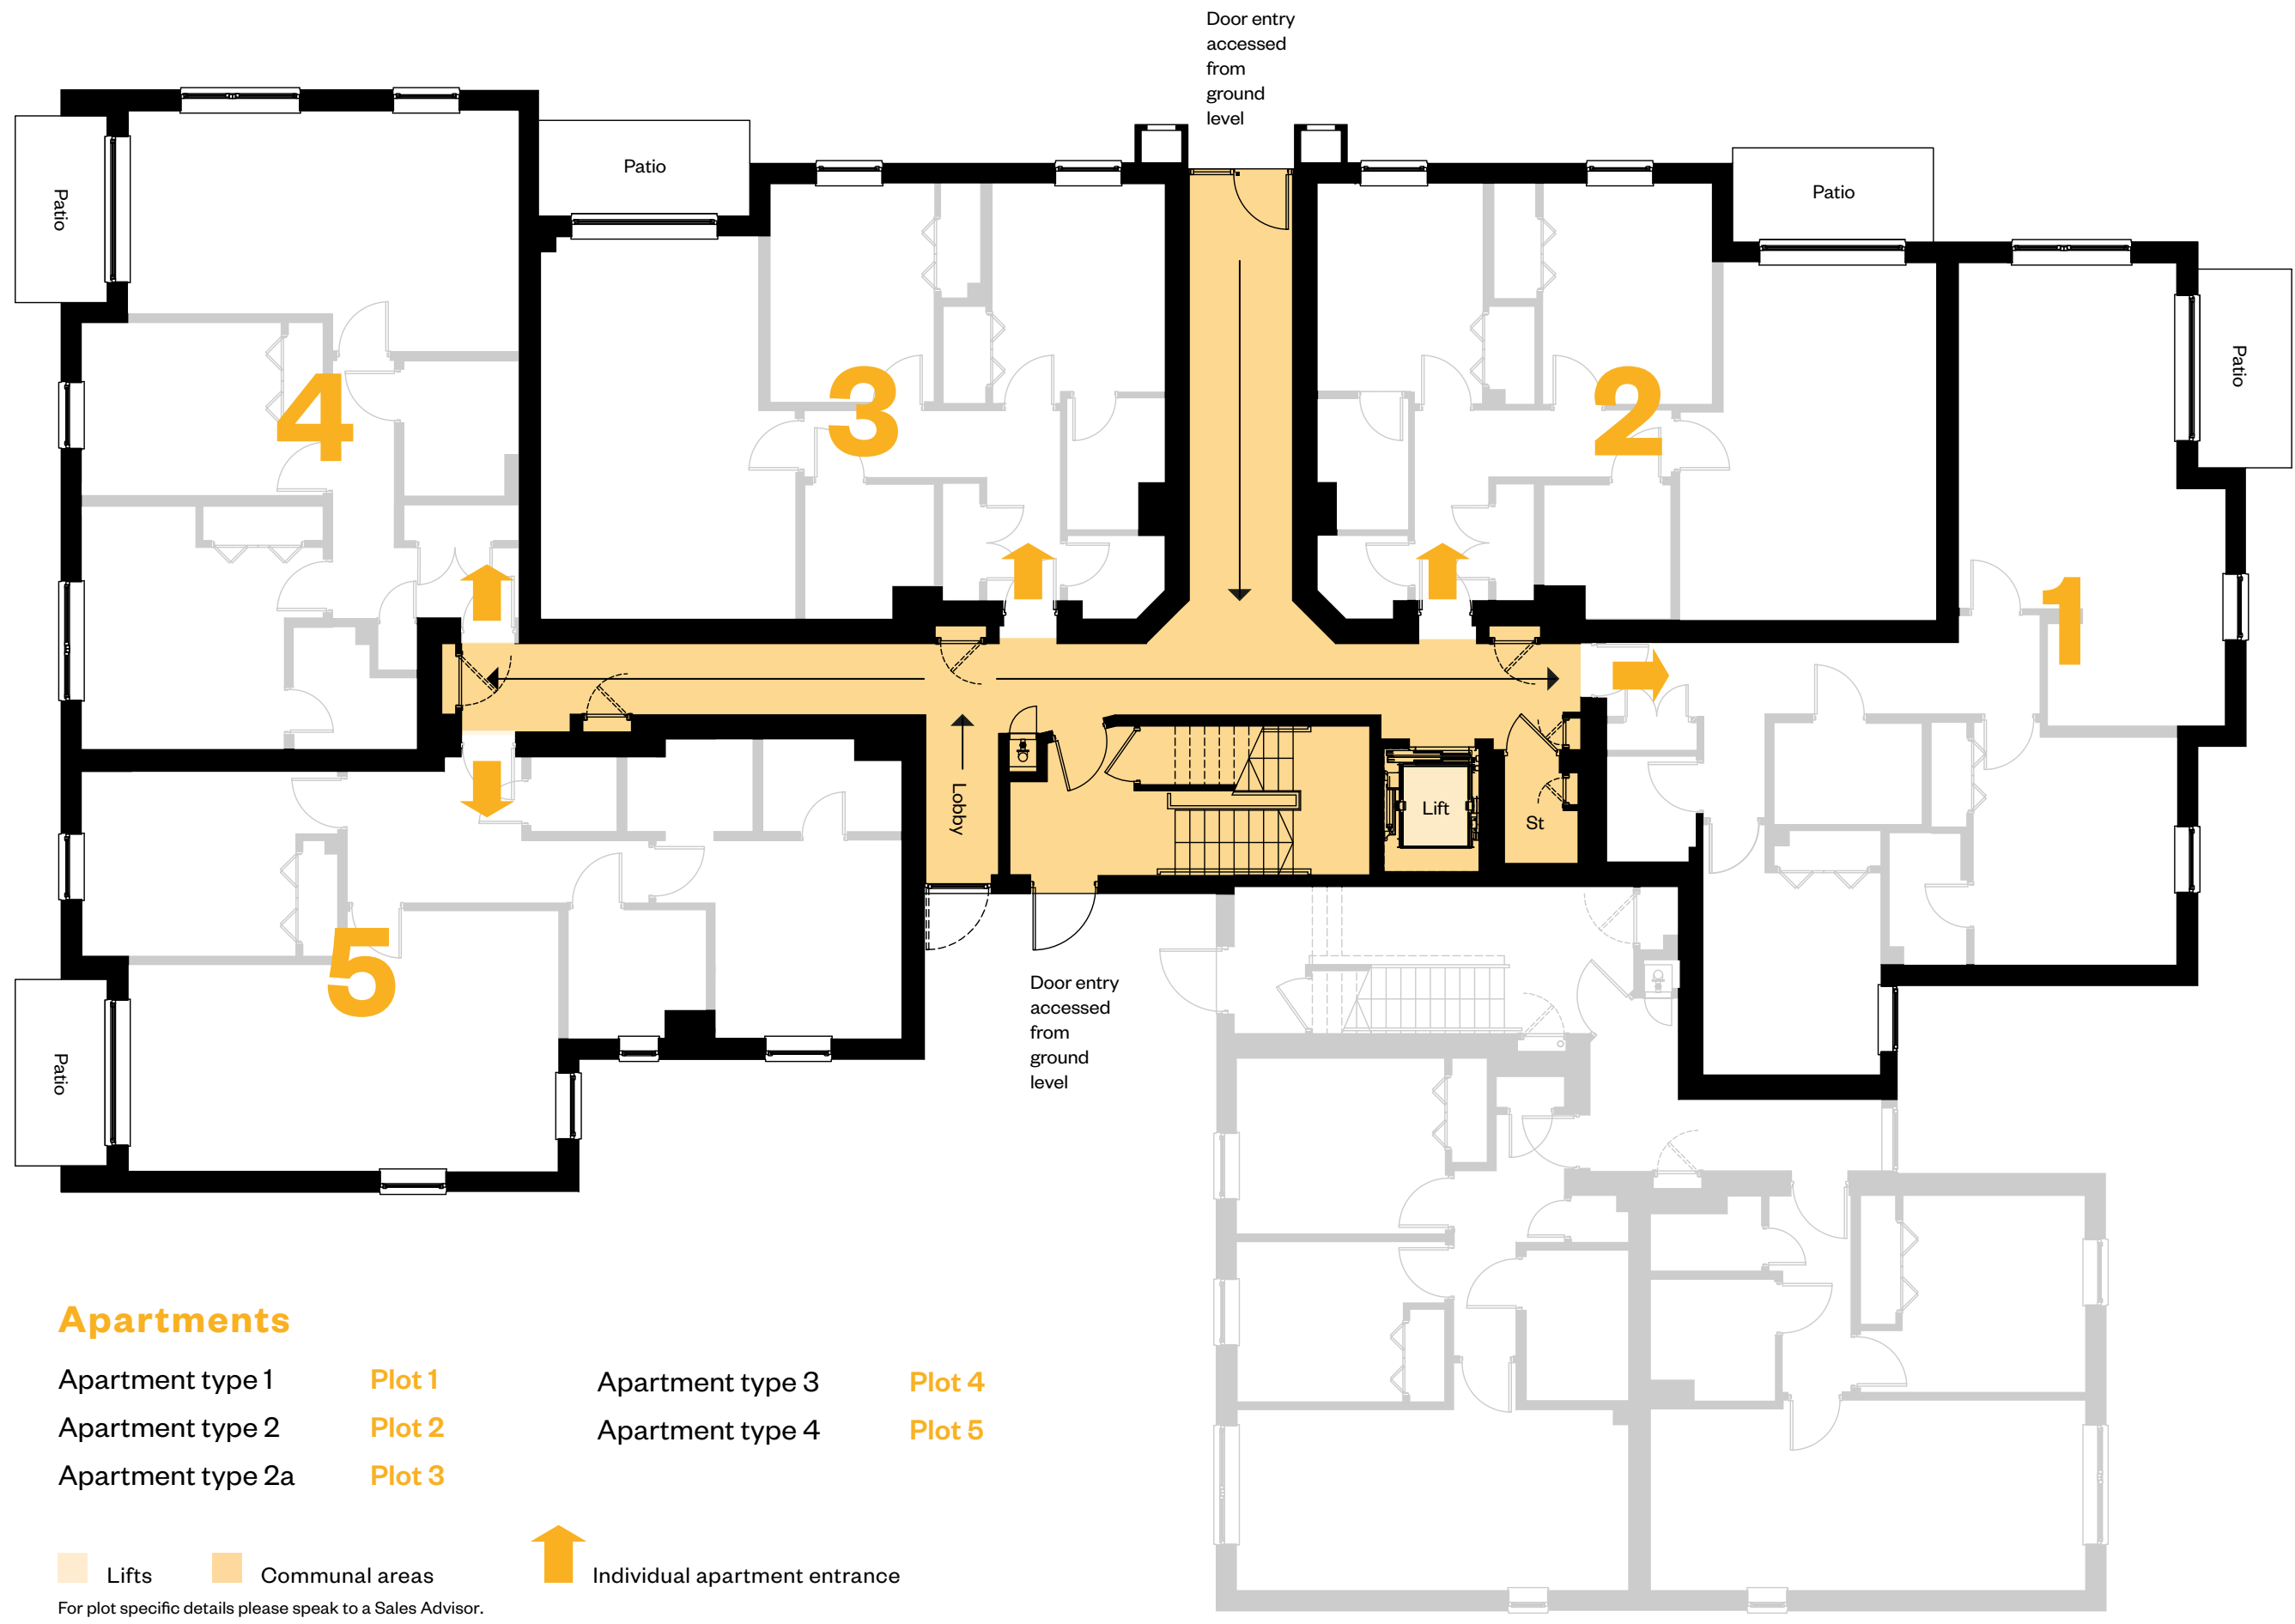 Door entry
accessed
from
ground
level
Patio
Patio
Patio
Patio
4
3
2
1
Lobby
Lift
St
5
Patio
Door entry
accessed
from
ground
level
Apartments
Apartment type 1 Plot 1
Apartment type 2 Plot 2
Apartment type 2a Plot 3
Apartment type 3 Plot 4
Apartment type 4 Plot 5
Lifts
Communal areas
Individual apartment entrance
For plot specific details please speak to a Sales Advisor.